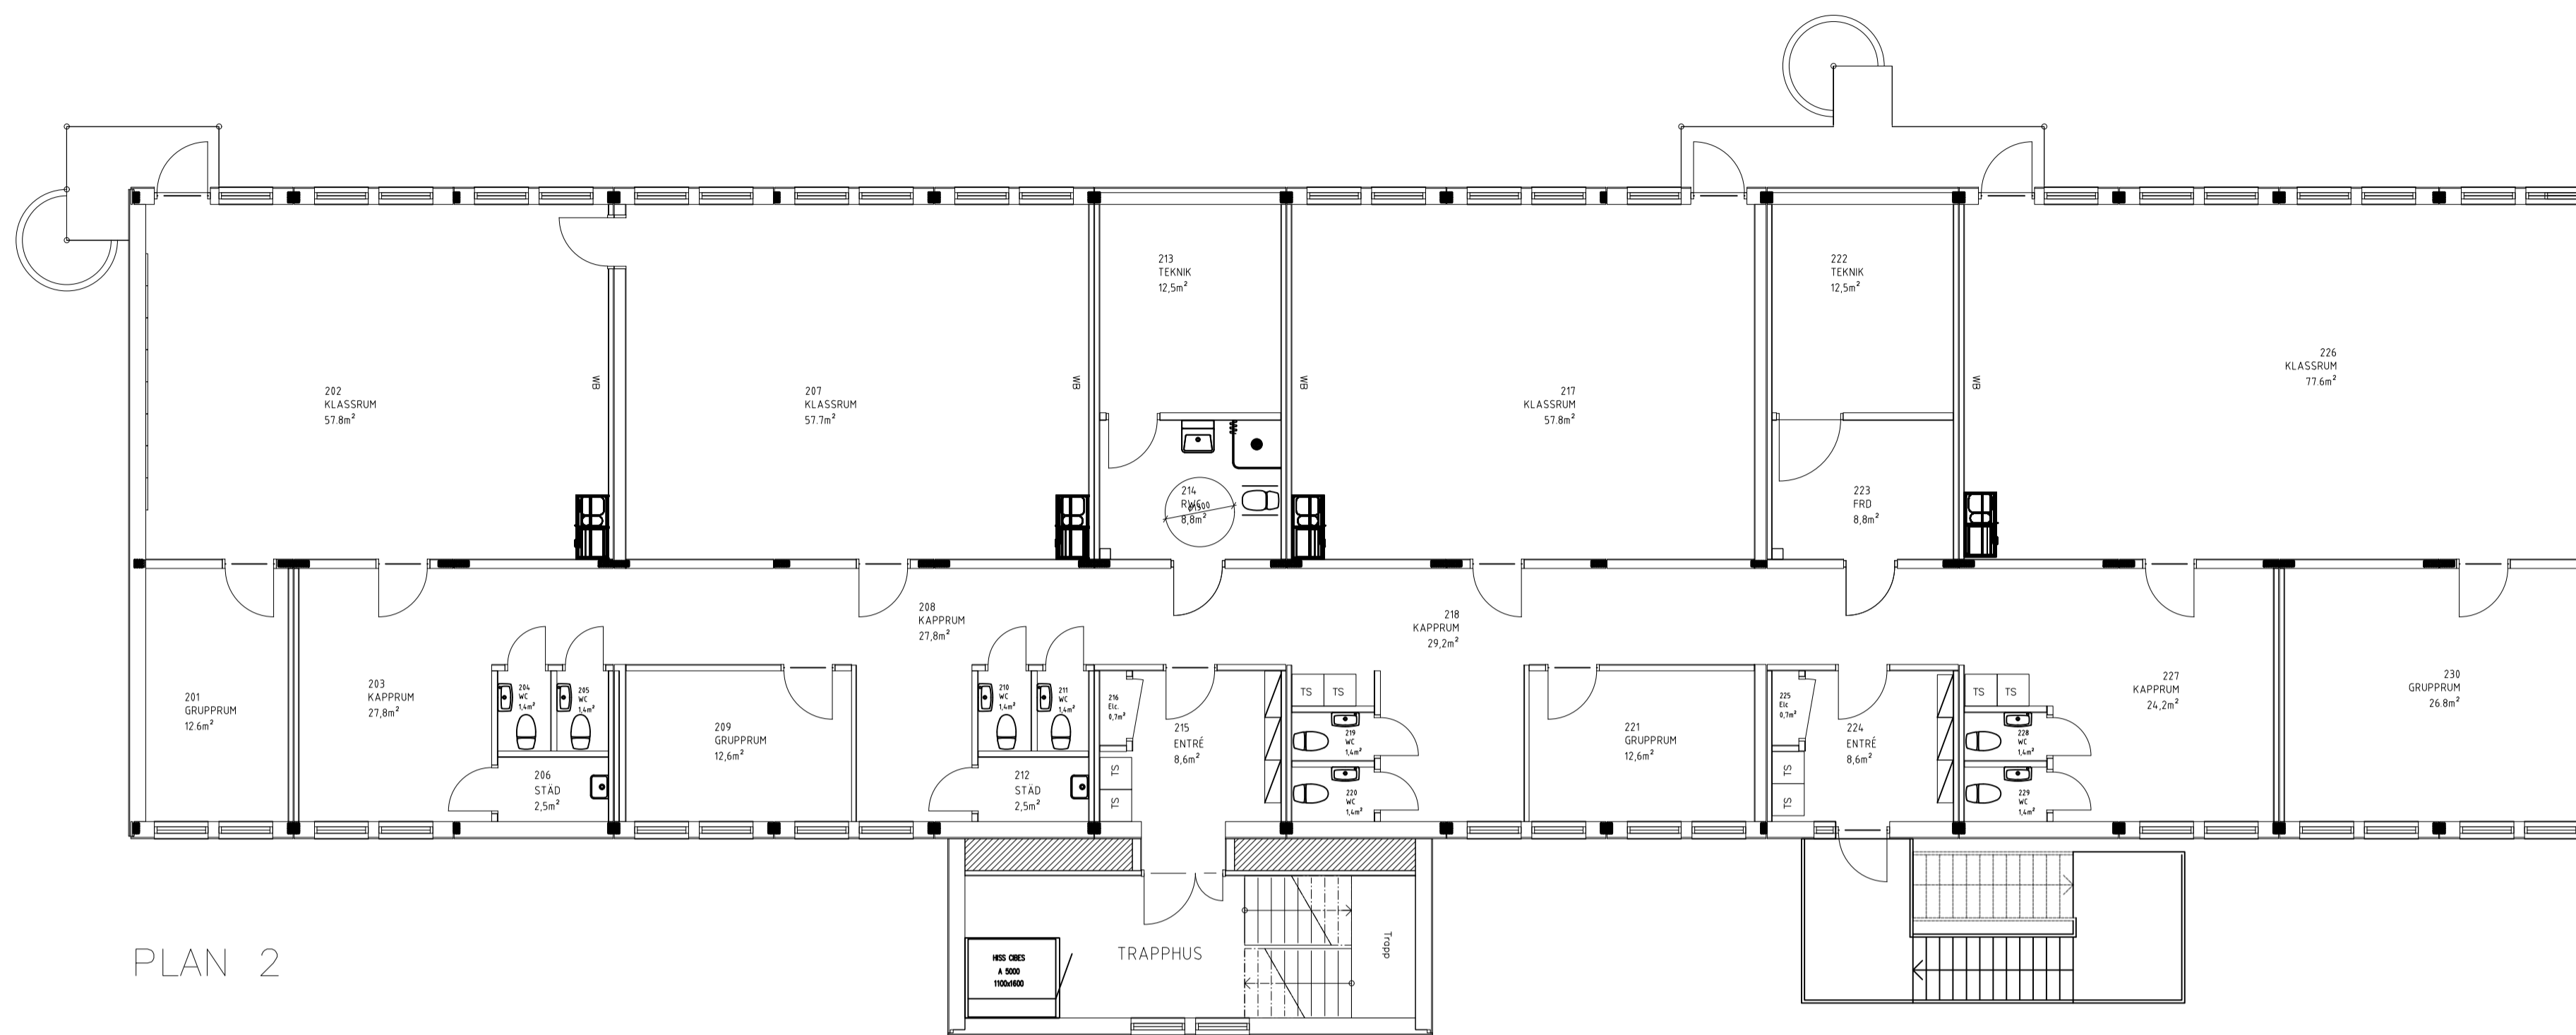 213
TEKNIK
12,5m²
222
TEKNIK
12,5m²
202
KLASSRUM
57.8m²
WB
207
KLASSRUM
57.7m²
WB
WB
217
KLASSRUM
57.8m²
WB
226
KLASSRUM
77.6m²
214
RWC
8,8m²
Ø1500
223
FRD
8,8m²
201
GRUPPRUM
12.6m²
203
KAPPRUM
27,8m²
204
WC
1,4m²
205
WC
1,4m²
206
STÄD
2,5m²
208
KAPPRUM
27,8m²
209
GRUPPRUM
12,6m²
210
WC
1,4m²
211
WC
1,4m²
212
STÄD
2,5m²
216
Elc.
0,7m²
TS
TS
215
ENTRÉ
8,6m²
TS TS
218
KAPPRUM
29,2m²
219
WC
1,4m²
220
WC
1,4m²
221
GRUPPRUM
12,6m²
225
Elc
0,7m²
TS
TS
224
ENTRÉ
8,6m²
TS TS
228
WC
1,4m²
229
WC
1,4m²
227
KAPPRUM
24,2m²
230
GRUPPRUM
26.8m²
PLAN 2
HISS CIBES
A 5000
1100x1600
TRAPPHUS
Trapp